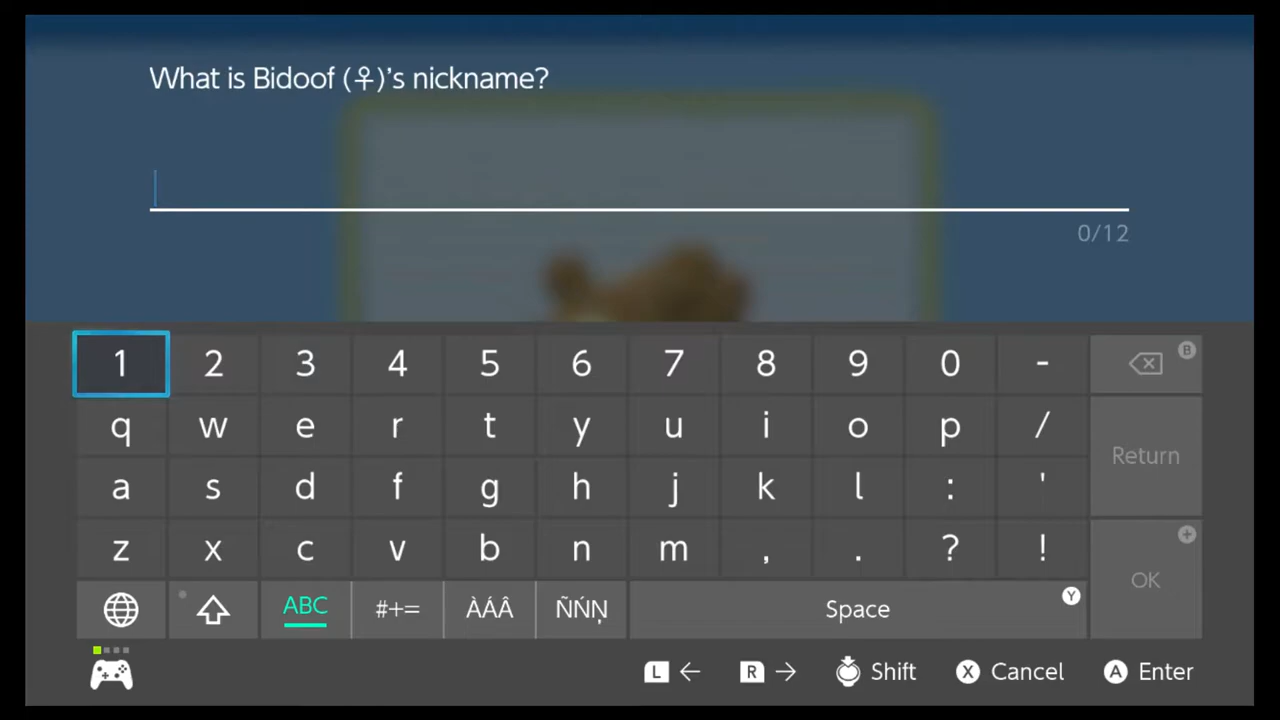 What is Bidoof (♀)'s nickname?
0/12
1 2 3 4 5 6 7 8 9 0 - B
q w e r t y u i o p /
Return
a s d f g h j k l : '
z x c v b n m , . ? ! +
OK
ABC #+= ÀÁÂ ÑŃŅ Space Y
L ← R → Shift X Cancel A Enter